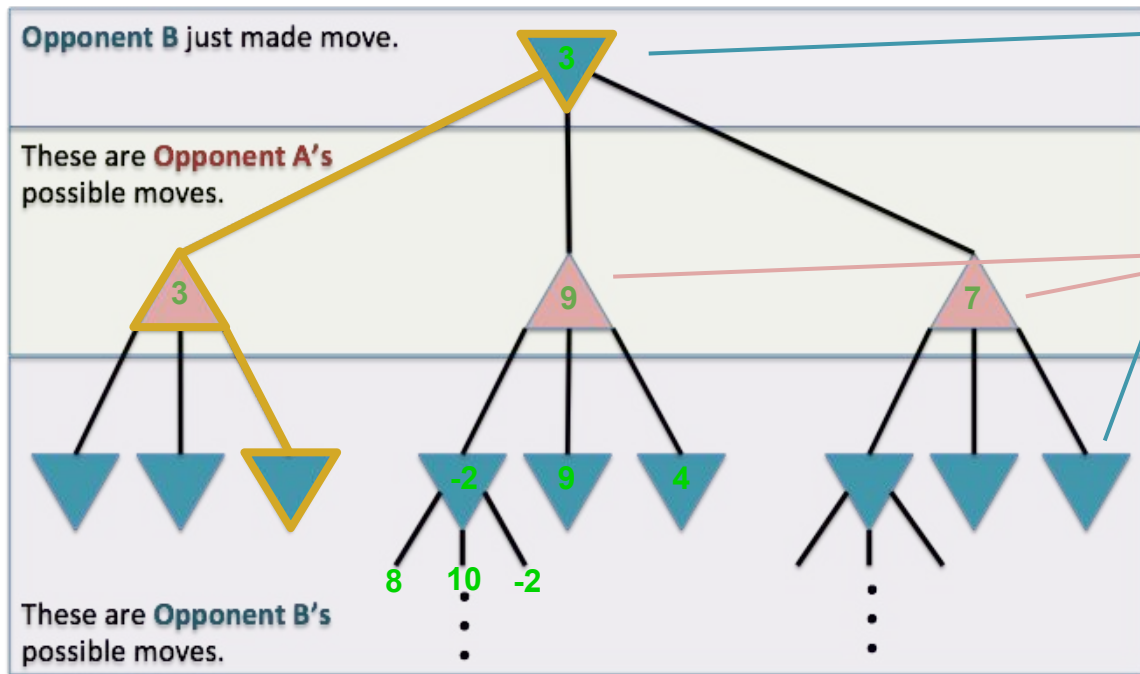 Opponent B just made move.
3
These are Opponent A's
possible moves.
3
9
7
-2
9
4
8
10
-2
These are Opponent B's
possible moves.